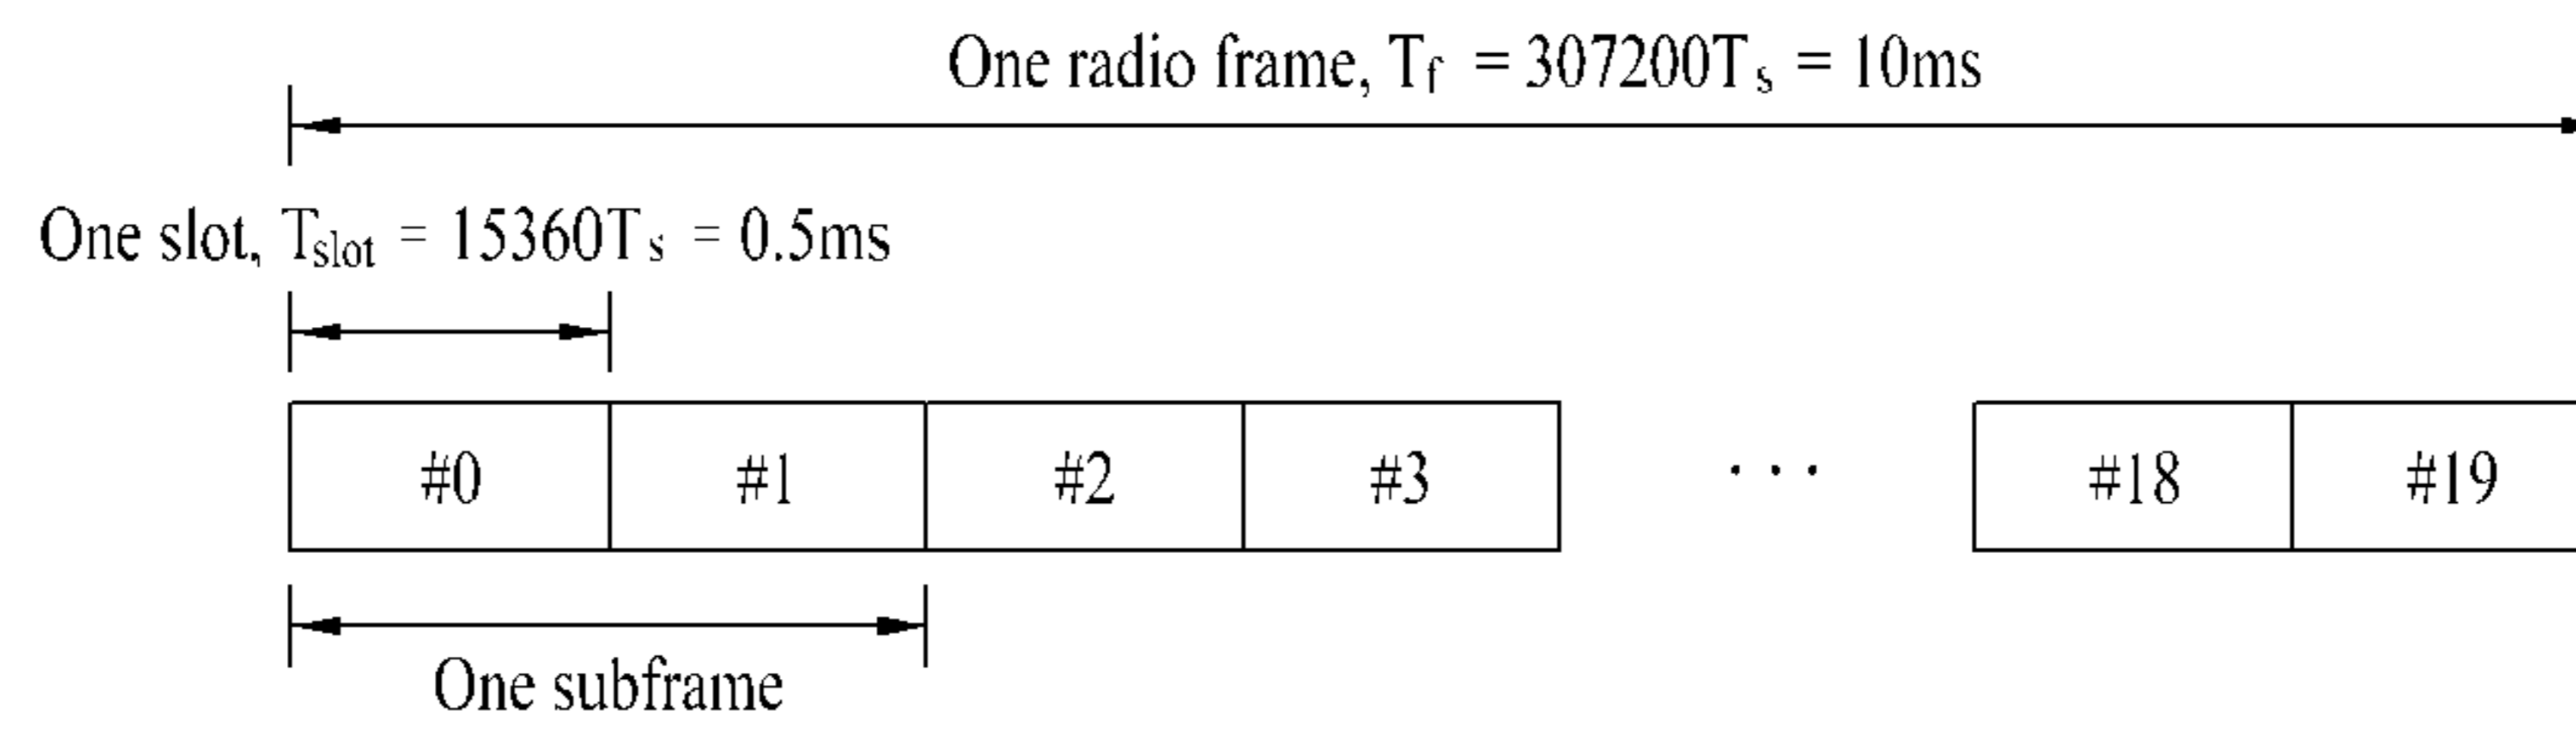 One radio frame, Tf = 307200Ts = 10ms
One slot, Tslot = 15360Ts = 0.5ms
#0 #1 #2 #3 · · · #18 #19
One subframe